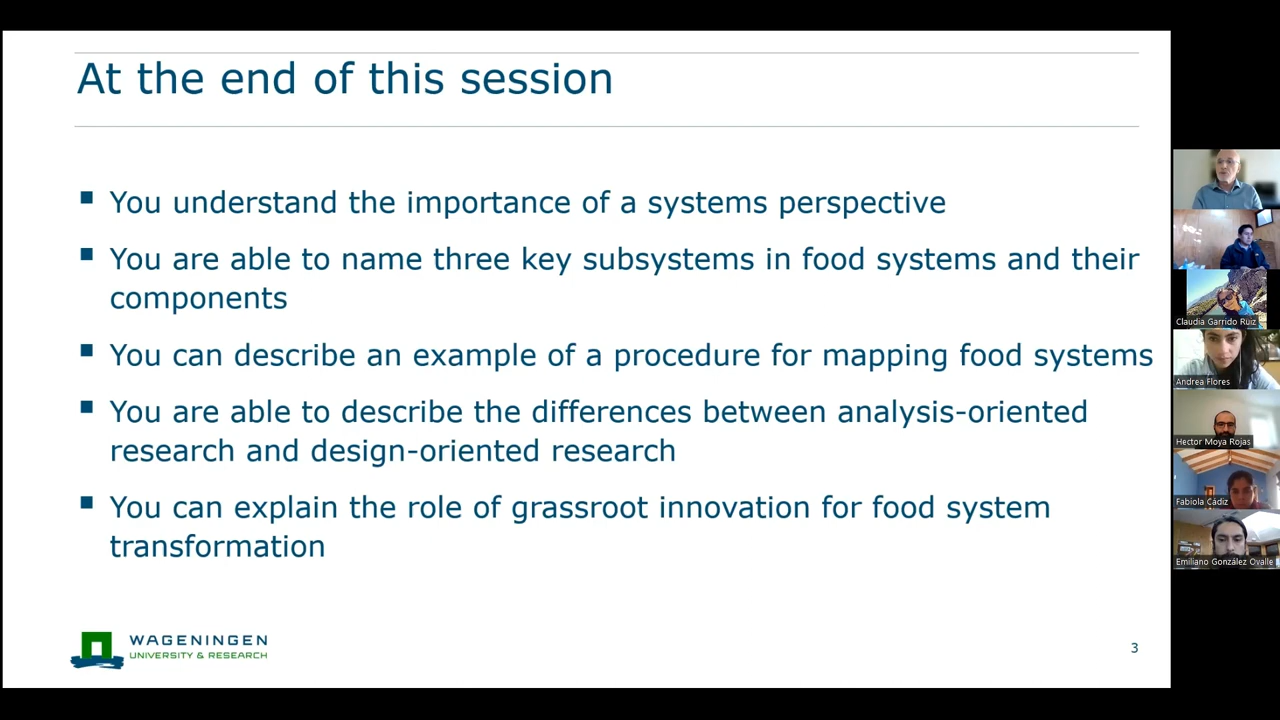 At the end of this session
You understand the importance of a systems perspective
You are able to name three key subsystems in food systems and their
components
You can describe an example of a procedure for mapping food systems
You are able to describe the differences between analysis-oriented
research and design-oriented research
You can explain the role of grassroot innovation for food system
transformation
WAGENINGEN
UNIVERSITY & RESEARCH
3
Claudia Garrido Ruiz
Andrea Flores
Hector Moya Rojas
Fabiola Cádiz
Emiliano González Ovalle